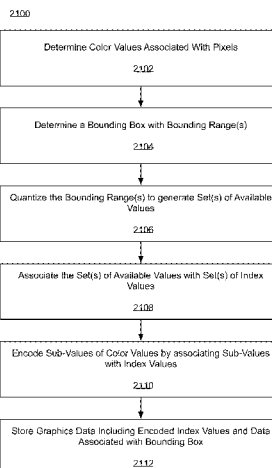 2100
Determine Color Values Associated With Pixels
2102
Determine a Bounding Box with Bounding Range(s)
2104
Quantize the Bounding Range(s) to generate Set(s) of Available
Values
2106
Associate the Set(s) of Available Values with Set(s) of Index
Values
2108
Encode Sub-Values of Color Values by associating Sub-Values
with Index Values
2110
Store Graphics Data Including Encoded Index Values and Data
Associated with Bounding Box
2112